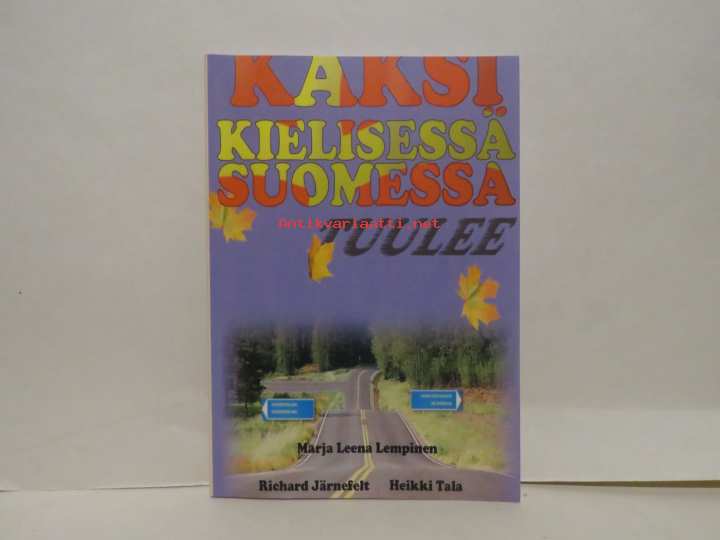 KAKSI
KIELISESSÄ
SUOMESSA
Antikvariaatti.net
TUULEE
Marja Leena Lempinen
Richard Järnefelt Heikki Tala